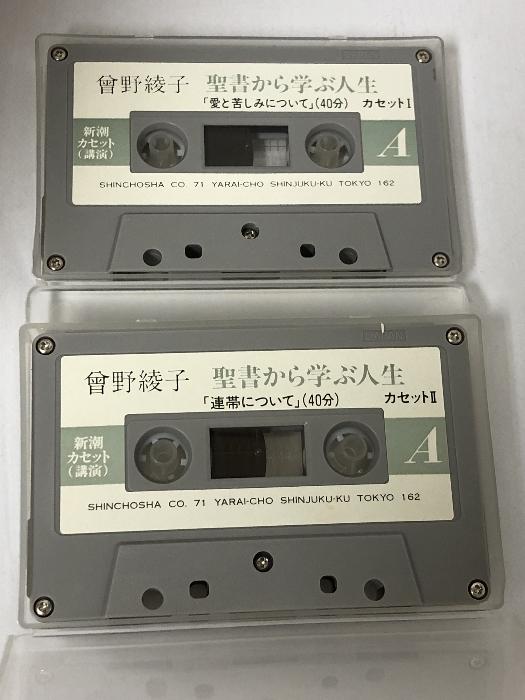 曾野綾子 聖書から学ぶ人生
「愛と苦しみについて」(40分) カセットⅠ
新潮
カセット
(講演)
A
SHINCHOSHA CO. 71 YARAI-CHO SHINJUKU-KU TOKYO 162
JAPAN
曾野綾子 聖書から学ぶ人生
「連帯について」(40分) カセットⅡ
新潮
カセット
(講演)
A
SHINCHOSHA CO. 71 YARAI-CHO SHINJUKU-KU TOKYO 162